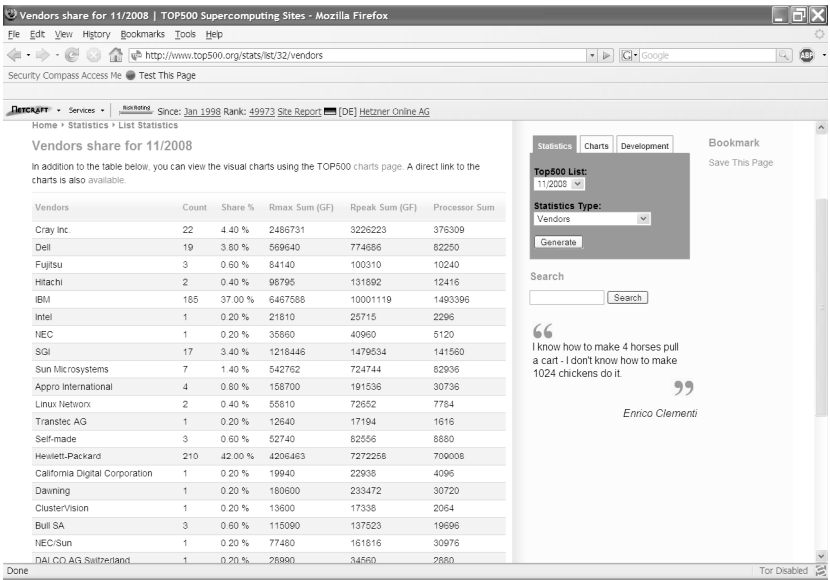 Vendors share for 11/2008 | TOP500 Supercomputing Sites - Mozilla Firefox
File Edit View History Bookmarks Tools Help
http://www.top500.org/stats/list/32/vendors
G Google
ABP
Security Compass Access Me Test This Page
NETCRAFT Services Risk Rating Since: Jan 1998 Rank: 49973 Site Report [DE] Hetzner Online AG
Home › Statistics › List Statistics
Vendors share for 11/2008
In addition to the table below, you can view the visual charts using the TOP500 charts page. A direct link to the
charts is also available.
Vendors Count Share % Rmax Sum (GF) Rpeak Sum (GF) Processor Sum
Cray Inc. 22 4.40 % 2486731 3226223 376309
Dell 19 3.80 % 569640 774686 82250
Fujitsu 3 0.60 % 84140 100310 10240
Hitachi 2 0.40 % 98795 131892 12416
IBM 185 37.00 % 6467588 10001119 1493396
Intel 1 0.20 % 21810 25715 2296
NEC 1 0.20 % 35860 40960 5120
SGI 17 3.40 % 1218446 1479534 141560
Sun Microsystems 7 1.40 % 542762 724744 82936
Appro International 4 0.80 % 158700 191536 30736
Linux Networx 2 0.40 % 55810 72652 7784
Transtec AG 1 0.20 % 12640 17194 1616
Self-made 3 0.60 % 52740 82556 8880
Hewlett-Packard 210 42.00 % 4206463 7272258 709008
California Digital Corporation 1 0.20 % 19940 22938 4096
Dawning 1 0.20 % 180600 233472 30720
ClusterVision 1 0.20 % 13600 17338 2064
Bull SA 3 0.60 % 115090 137523 19696
NEC/Sun 1 0.20 % 77480 161816 30976
DALCO AG Switzerland 1 0.20 % 28990 34560 2880
Statistics Charts Development
Top500 List:
11/2008
Statistics Type:
Vendors
Generate
Search
Search
“
I know how to make 4 horses pull
a cart - I don't know how to make
1024 chickens do it.
”
Enrico Clementi
Bookmark
Save This Page
Done
Tor Disabled